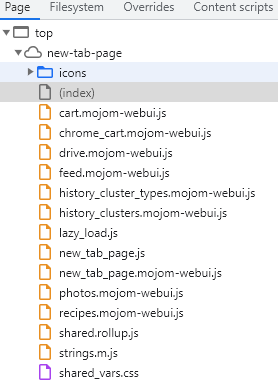 Page Filesystem Overrides Content scripts
top
new-tab-page
icons
(index)
cart.mojom-webui.js
chrome_cart.mojom-webui.js
drive.mojom-webui.js
feed.mojom-webui.js
history_cluster_types.mojom-webui.js
history_clusters.mojom-webui.js
lazy_load.js
new_tab_page.js
new_tab_page.mojom-webui.js
photos.mojom-webui.js
recipes.mojom-webui.js
shared.rollup.js
strings.m.js
shared_vars.css